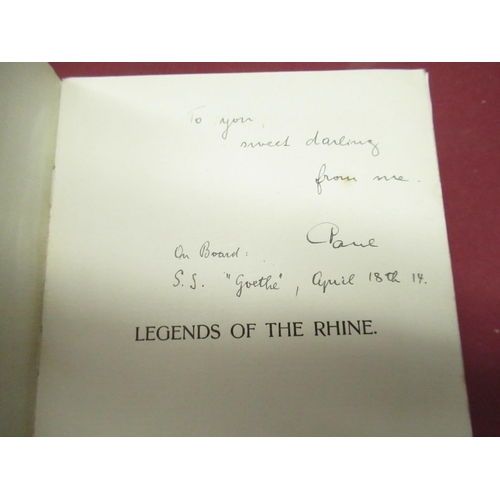 To you,
sweet darling
from me.
Paul
On Board:
S.S. "Goethe", April 18th 14.
LEGENDS OF THE RHINE.